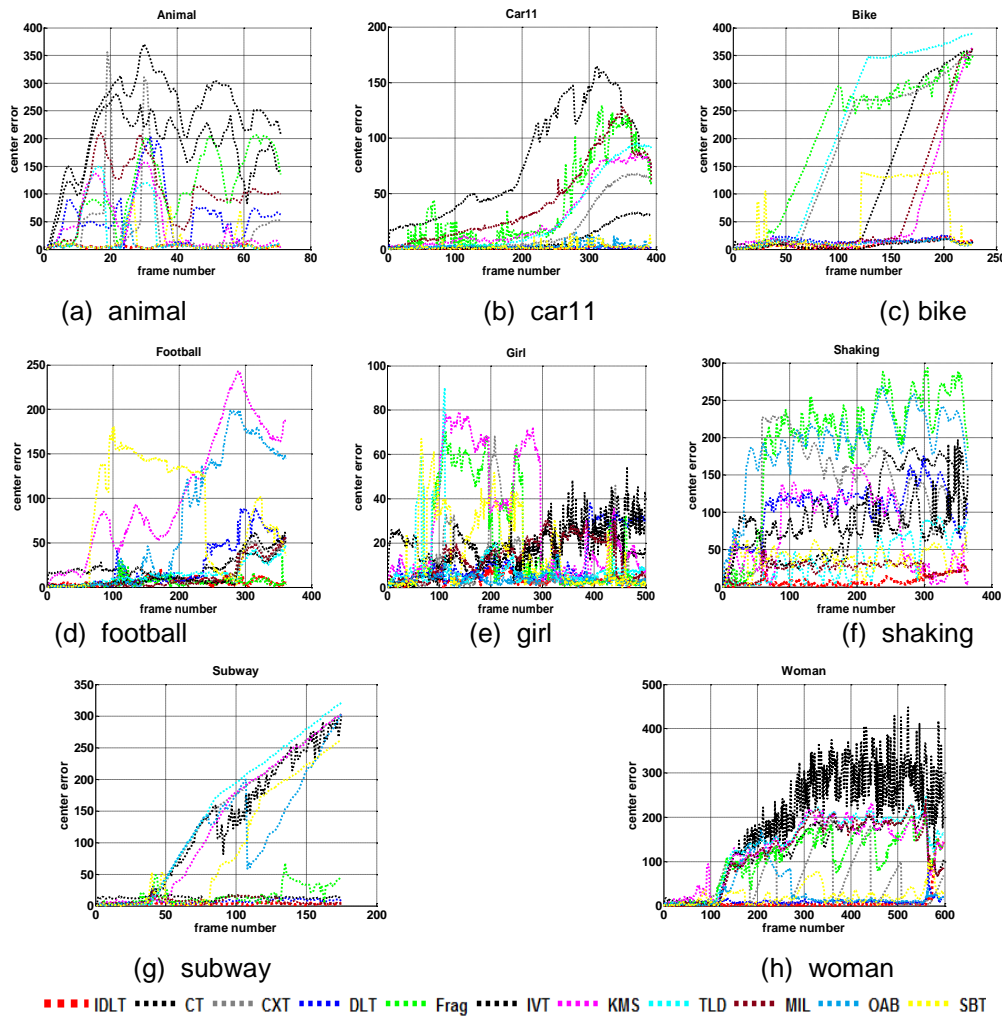 Animal
Car11
Bike
center error
400
350
300
250
200
150
100
50
0
0 20 40 60 80
frame number
center error
200
150
100
50
0
0 100 200 300 400
frame number
center error
400
350
300
250
200
150
100
50
0
0 50 100 150 200 250
frame number
(a) animal
(b) car11
(c) bike
Football
Girl
Shaking
center error
250
200
150
100
50
0
0 100 200 300 400
frame number
center error
100
80
60
40
20
0
0 100 200 300 400 500
frame number
center error
300
250
200
150
100
50
0
0 100 200 300 400
frame number
(d) football
(e) girl
(f) shaking
Subway
Woman
center error
350
300
250
200
150
100
50
0
0 50 100 150 200
frame number
center error
500
400
300
200
100
0
0 100 200 300 400 500 600
frame number
(g) subway
(h) woman
IDLT CT CXT DLT Frag IVT KMS TLD MIL OAB SBT